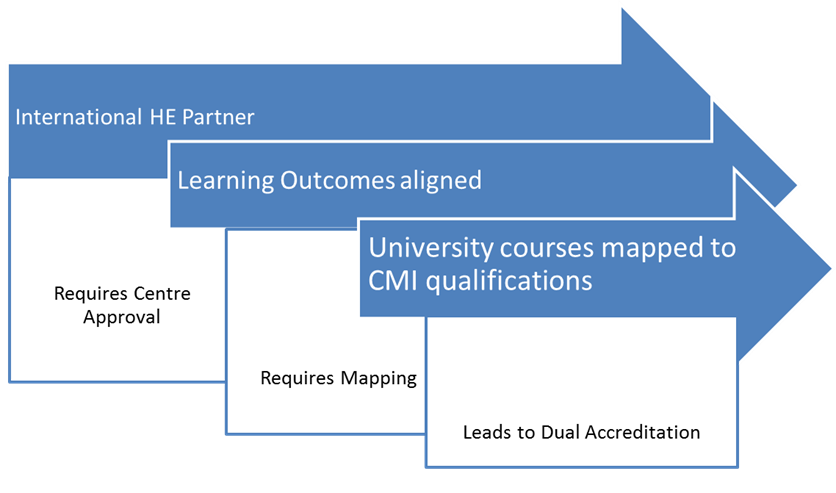 International HE Partner
Learning Outcomes aligned
University courses mapped to
CMI qualifications
Requires Centre
Approval
Requires Mapping
Leads to Dual Accreditation